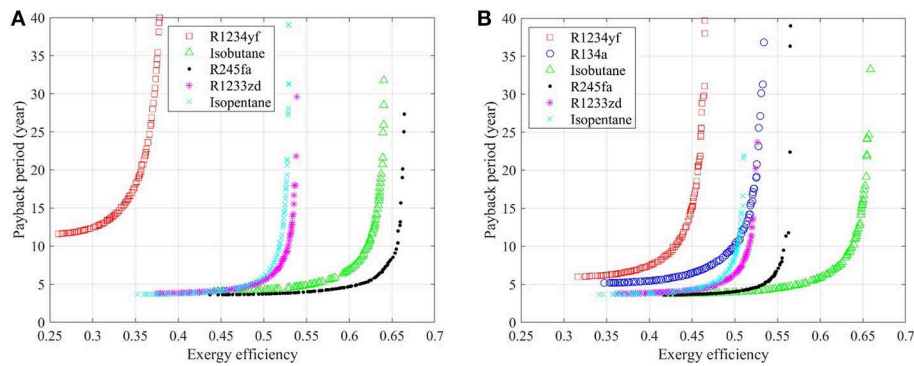 A
40
35
30
25
20
15
10
5
0
Payback period (year)
R1234yf
Isobutane
R245fa
R1233zd
Isopentane
0.25 0.3 0.35 0.4 0.45 0.5 0.55 0.6 0.65 0.7
Exergy efficiency
B
40
35
30
25
20
15
10
5
0
Payback period (year)
R1234yf
R134a
Isobutane
R245fa
R1233zd
Isopentane
0.25 0.3 0.35 0.4 0.45 0.5 0.55 0.6 0.65 0.7
Exergy efficiency